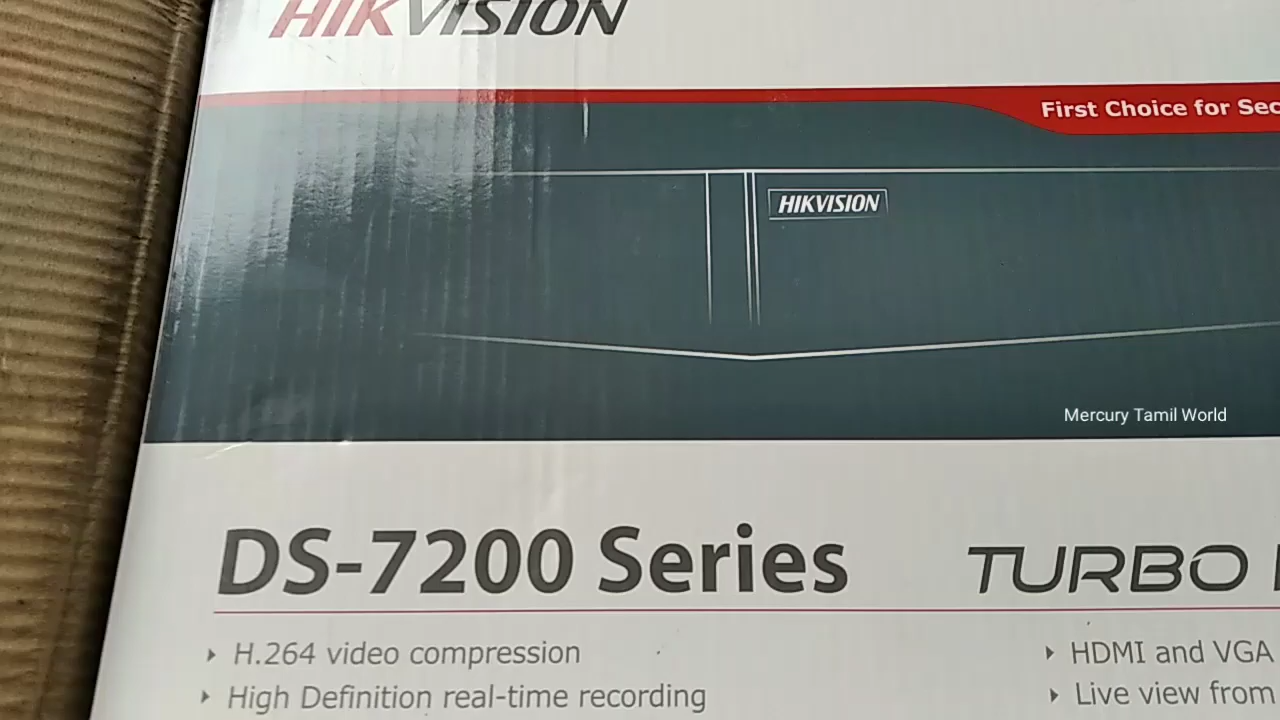 HIKVISION
First Choice for Sec
HIKVISION
Mercury Tamil World
DS-7200 Series
TURBO
H.264 video compression
HDMI and VGA
High Definition real-time recording
Live view from